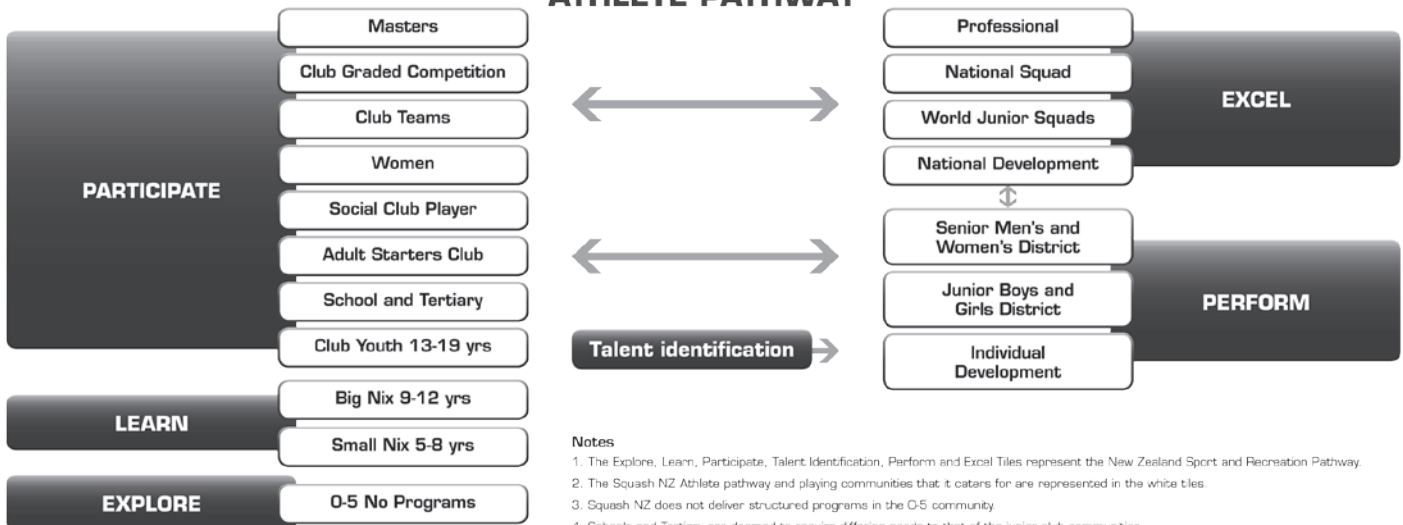 ATHLETE PATHWAY
PARTICIPATE
Masters
Club Graded Competition
Club Teams
Women
Social Club Player
Adult Starters Club
School and Tertiary
Club Youth 13-19 yrs
LEARN
Big Nix 9-12 yrs
Small Nix 5-8 yrs
EXPLORE
0-5 No Programs
Talent identification
Professional
National Squad
World Junior Squads
National Development
EXCEL
Senior Men's and
Women's District
Junior Boys and
Girls District
Individual
Development
PERFORM
Notes
1. The Explore, Learn, Participate, Talent Identification, Perform and Excel Tiles represent the New Zealand Sport and Recreation Pathway.
2. The Squash NZ Athlete pathway and playing communities that it caters for are represented in the white tiles.
3. Squash NZ does not deliver structured programs in the 0-5 community.